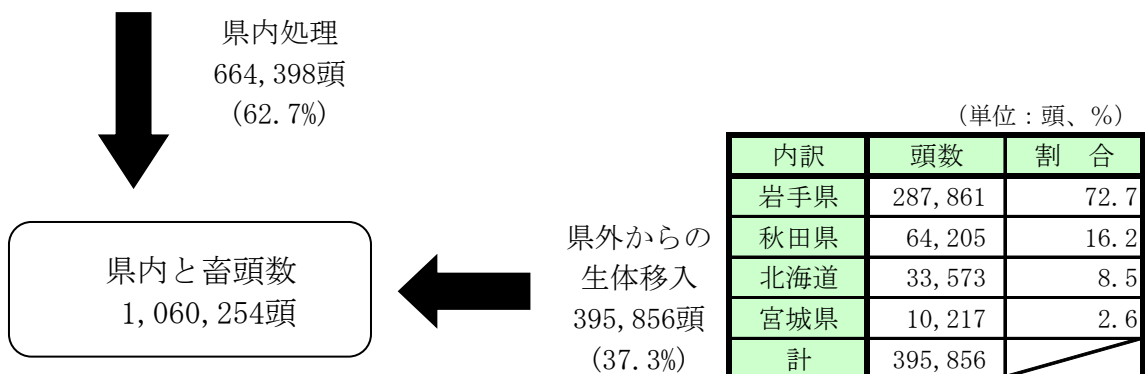 県内処理
664,398頭
(62.7%)
県内と畜頭数
1,060,254頭
県外からの
生体移入
395,856頭
(37.3%)
(単位：頭、%)
内訳 頭数 割 合
岩手県 287,861 72.7
秋田県 64,205 16.2
北海道 33,573 8.5
宮城県 10,217 2.6
計 395,856